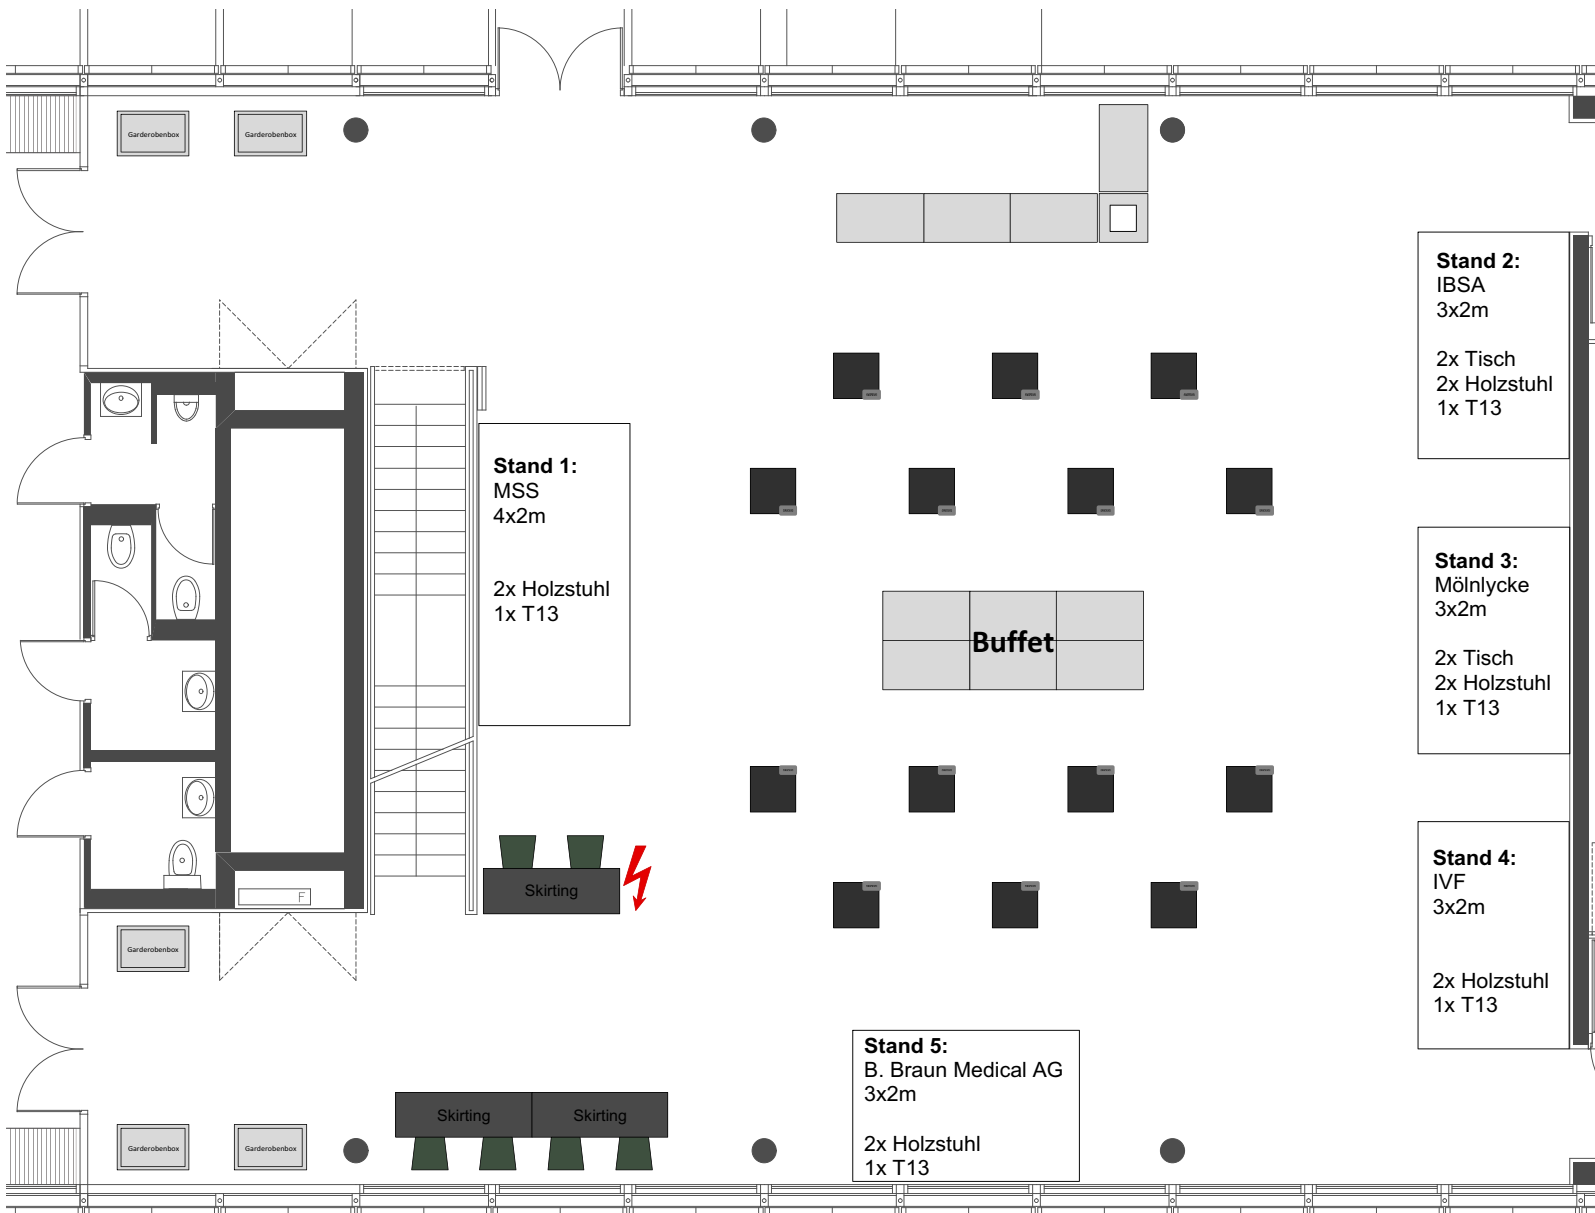 Garderobenbox
Garderobenbox
Stand 2:
IBSA
3x2m
2x Tisch
2x Holzstuhl
1x T13
Stand 1:
MSS
4x2m
2x Holzstuhl
1x T13
Stand 3:
Mölnlycke
3x2m
2x Tisch
2x Holzstuhl
1x T13
Buffet
Stand 4:
IVF
3x2m
2x Holzstuhl
1x T13
Skirting
F
Garderobenbox
Stand 5:
B. Braun Medical AG
3x2m
2x Holzstuhl
1x T13
Skirting
Skirting
Garderobenbox
Garderobenbox